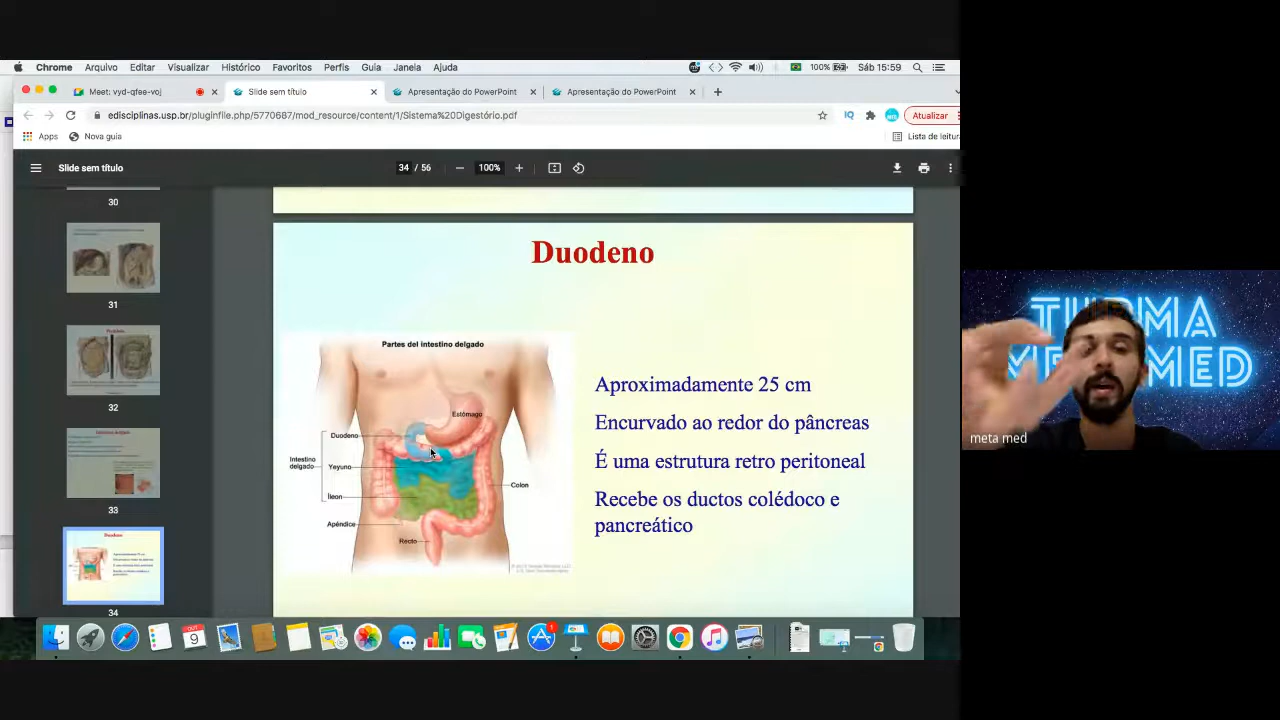 Chrome Arquivo Editar Visualizar Histórico Favoritos Perfis Guia Janela Ajuda 100% Sáb 15:59
Meet: vyd-qfee-voj Slide sem título Apresentação do PowerPoint Apresentação do PowerPoint
edisciplinas.usp.br/pluginfile.php/5770687/mod_resource/content/1/Sistema%20Digestório.pdf IQ Atualizar
Apps Nova guia Lista de leitura
Slide sem título 34 / 56 100%
30
31
32
33
34
Duodeno
Partes del intestino delgado
Estómago
Duodeno
Intestino
delgado
Yeyuno
Colon
Íleon
Apéndice
Recto
Aproximadamente 25 cm
Encurvado ao redor do pâncreas
É uma estrutura retro peritoneal
Recebe os ductos colédoco e
pancreático
TURMA
MED
meta med
OUT
9
1